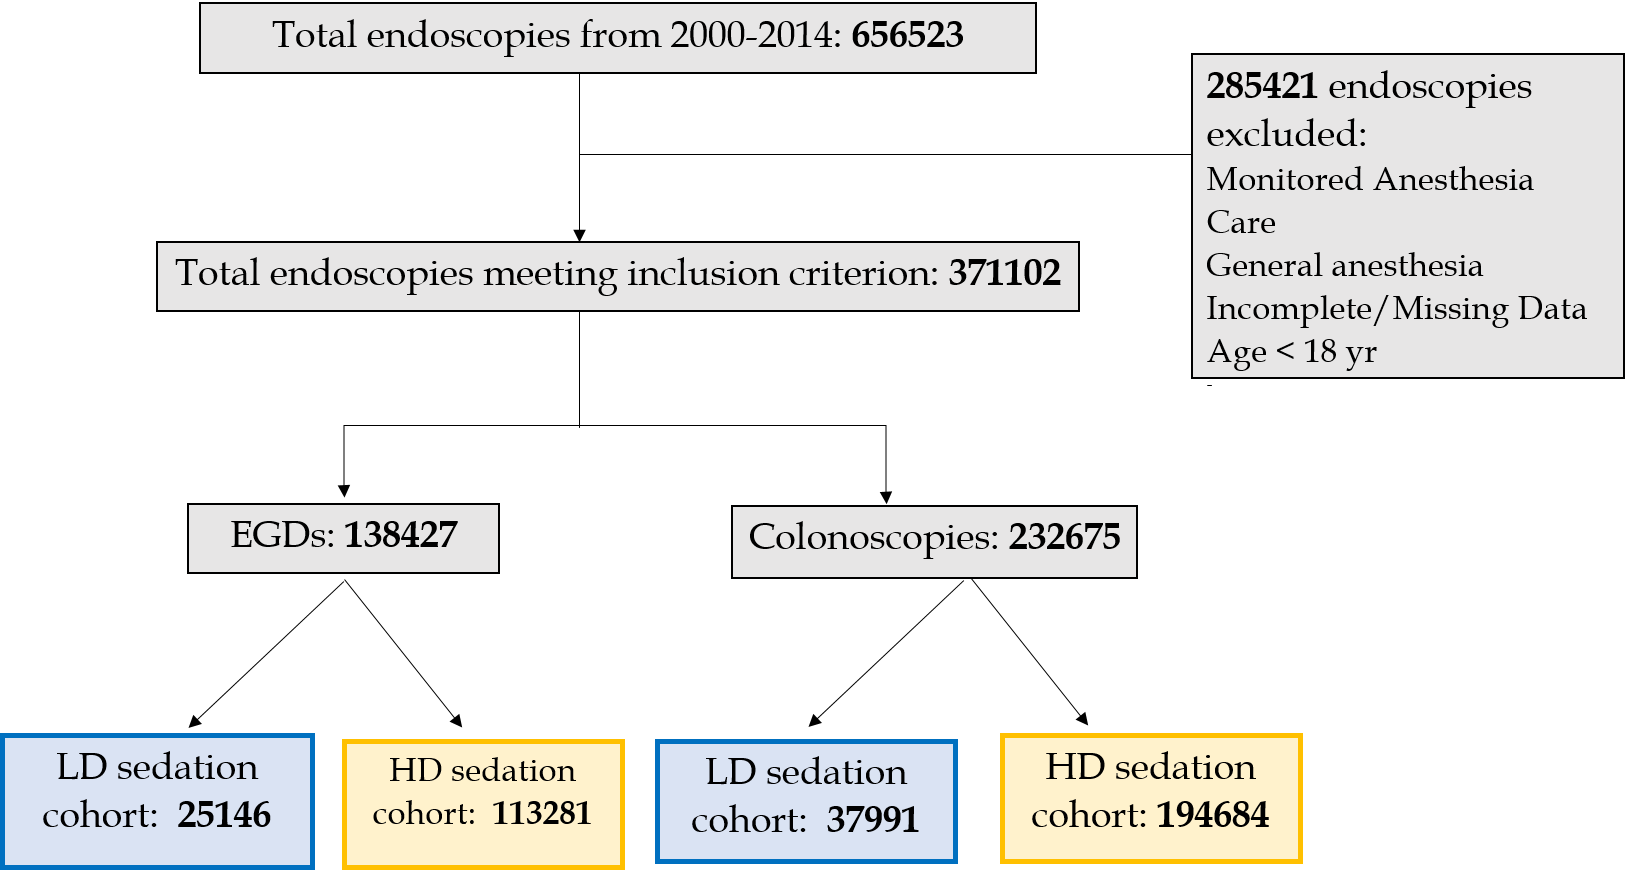 Total endoscopies from 2000-2014: 656523
285421 endoscopies
excluded:
Monitored Anesthesia
Care
General anesthesia
Incomplete/Missing Data
Age < 18 yr
Total endoscopies meeting inclusion criterion: 371102
EGDs: 138427
Colonoscopies: 232675
LD sedation
cohort: 25146
HD sedation
cohort: 113281
LD sedation
cohort: 37991
HD sedation
cohort: 194684